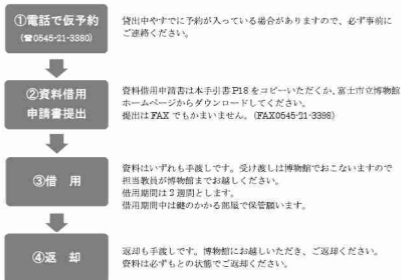 ①電話で仮予約
(☎0545-21-3380)
貸出中やすでに予約が入っている場合がありますので、必ず事前に
ご連絡ください。
②資料借用
申請書提出
資料借用申請書は本手引書 P18 をコピーいただくか、富士市立博物館
ホームページからダウンロードしてください。
提出は FAX でもかまいません。(FAX0545-21-3398)
③借　用
資料はいずれも手渡しです。受け渡しは博物館でおこないますので
担当教員が博物館までお越しください。
借用期間は 2 週間とします。
借用期間中は鍵のかかる部屋で保管願います。
④返　却
返却も手渡しです。博物館にお越しいただき、ご返却ください。
資料は必ずもとの状態でご返却ください。